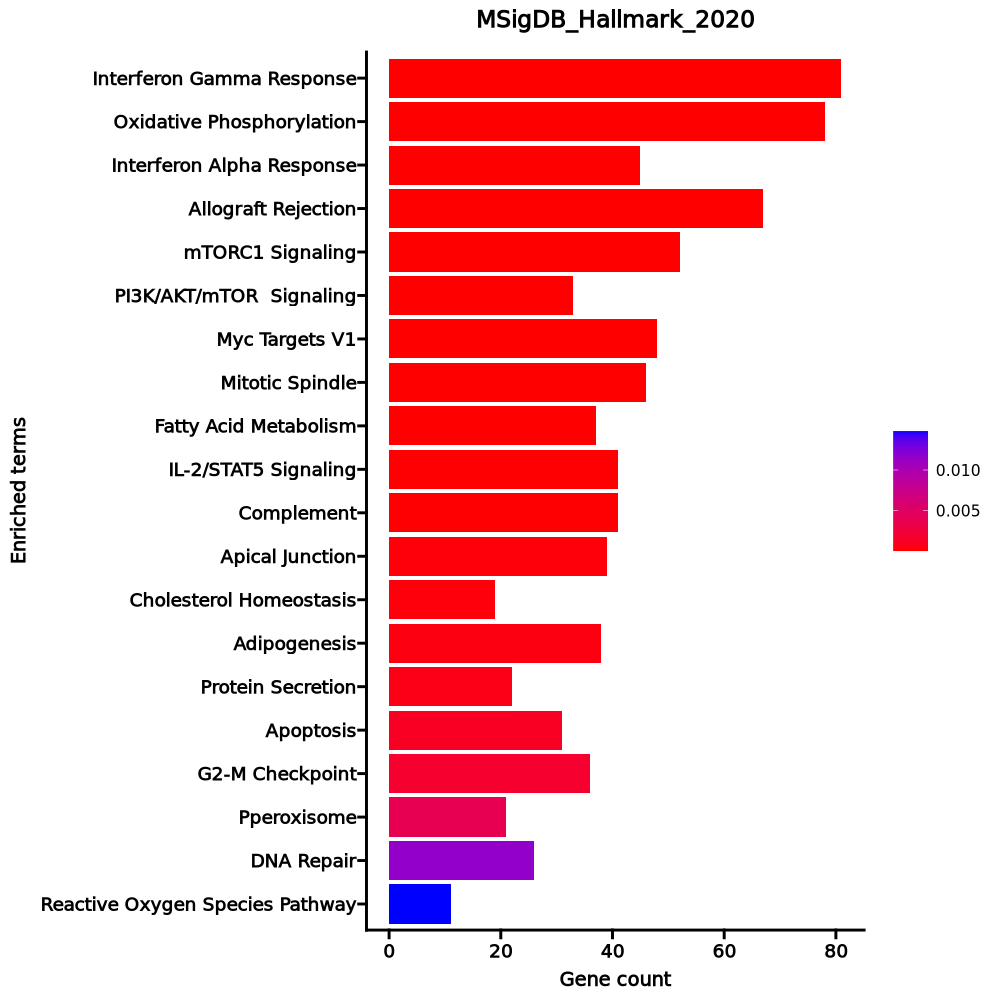 MSigDB_Hallmark_2020
Interferon Gamma Response
Oxidative Phosphorylation
Interferon Alpha Response
Allograft Rejection
mTORC1 Signaling
PI3K/AKT/mTOR  Signaling
Myc Targets V1
Mitotic Spindle
Fatty Acid Metabolism
IL-2/STAT5 Signaling
Complement
Apical Junction
Cholesterol Homeostasis
Adipogenesis
Protein Secretion
Apoptosis
G2-M Checkpoint
Pperoxisome
DNA Repair
Reactive Oxygen Species Pathway
Enriched terms
0 20 40 60 80
Gene count
0.010
0.005